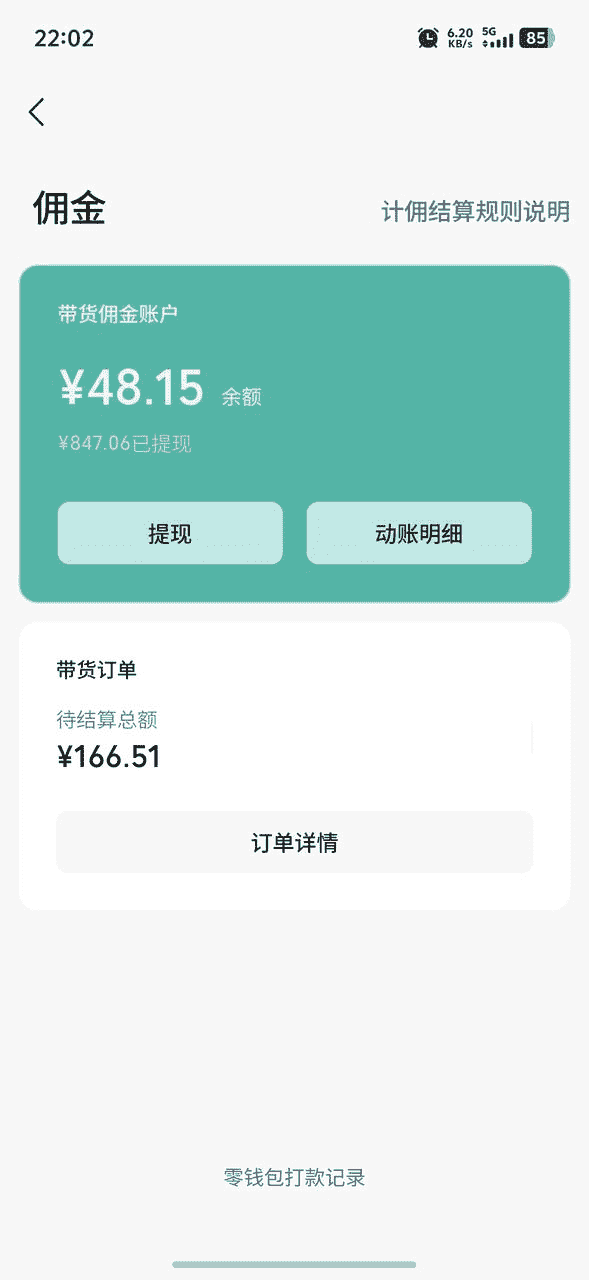 22:02
6.20 KB/s 5G 85
佣金
计佣结算规则说明
带货佣金账户
¥48.15 余额
¥847.06已提现
提现
动账明细
带货订单
待结算总额
¥166.51
订单详情
零钱包打款记录